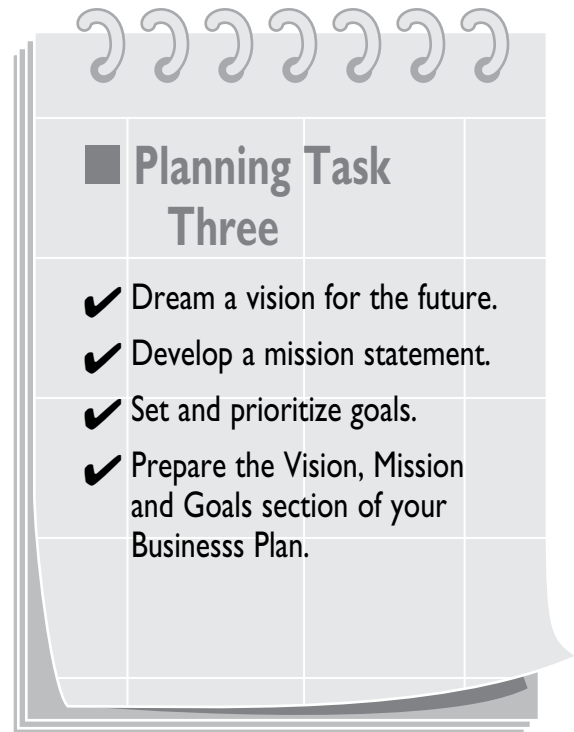 ■ Planning Task
Three
✔ Dream a vision for the future.
✔ Develop a mission statement.
✔ Set and prioritize goals.
✔ Prepare the Vision, Mission
and Goals section of your
Businesss Plan.